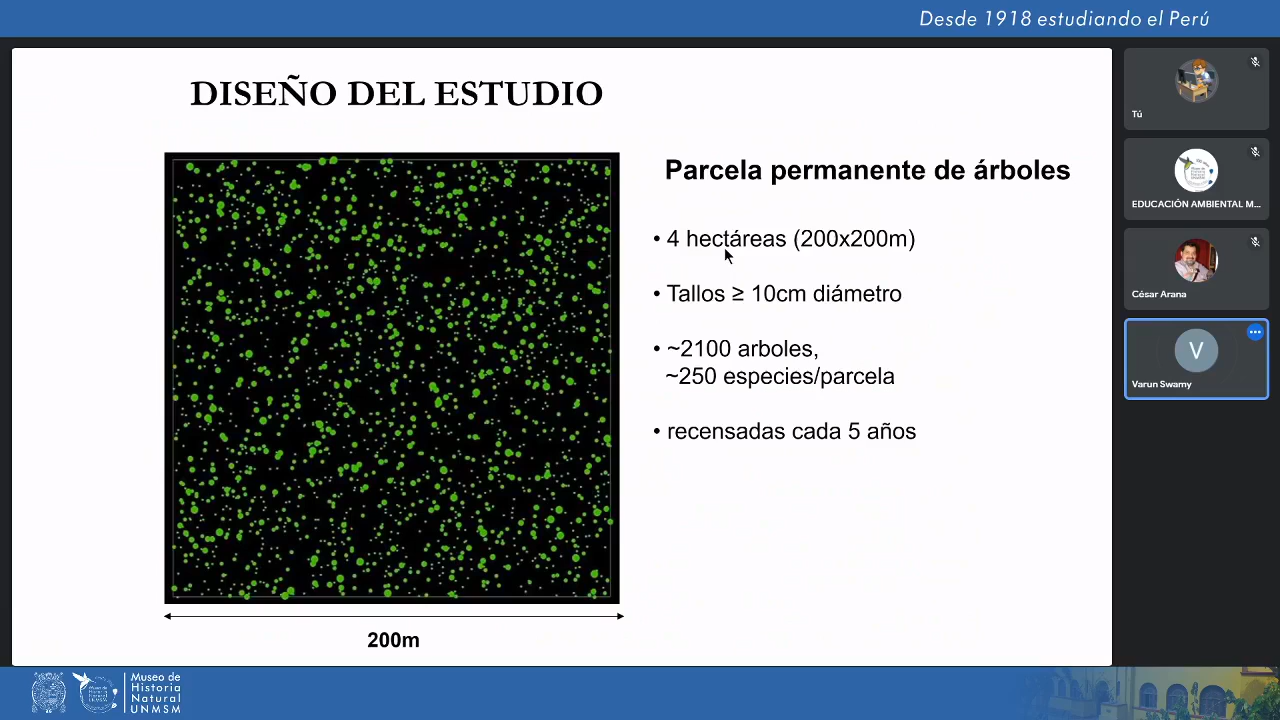 Desde 1918 estudiando el Perú
DISEÑO DEL ESTUDIO
Parcela permanente de árboles
• 4 hectáreas (200x200m)
• Tallos ≥ 10cm diámetro
• ~2100 arboles,
~250 especies/parcela
• recensadas cada 5 años
200m
Tú
EDUCACIÓN AMBIENTAL M...
César Arana
V
Varun Swamy
Museo de
Historia
Natural
UNMSM